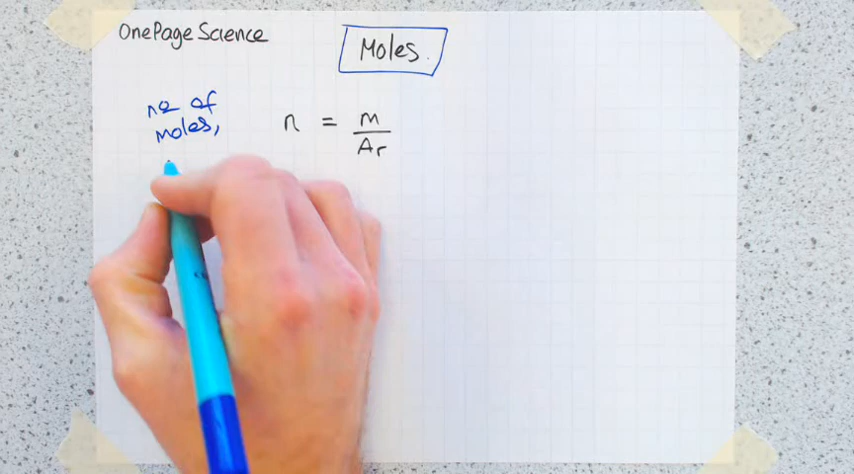 OnePage Science
Moles.
no of
moles,
n = m
Ar